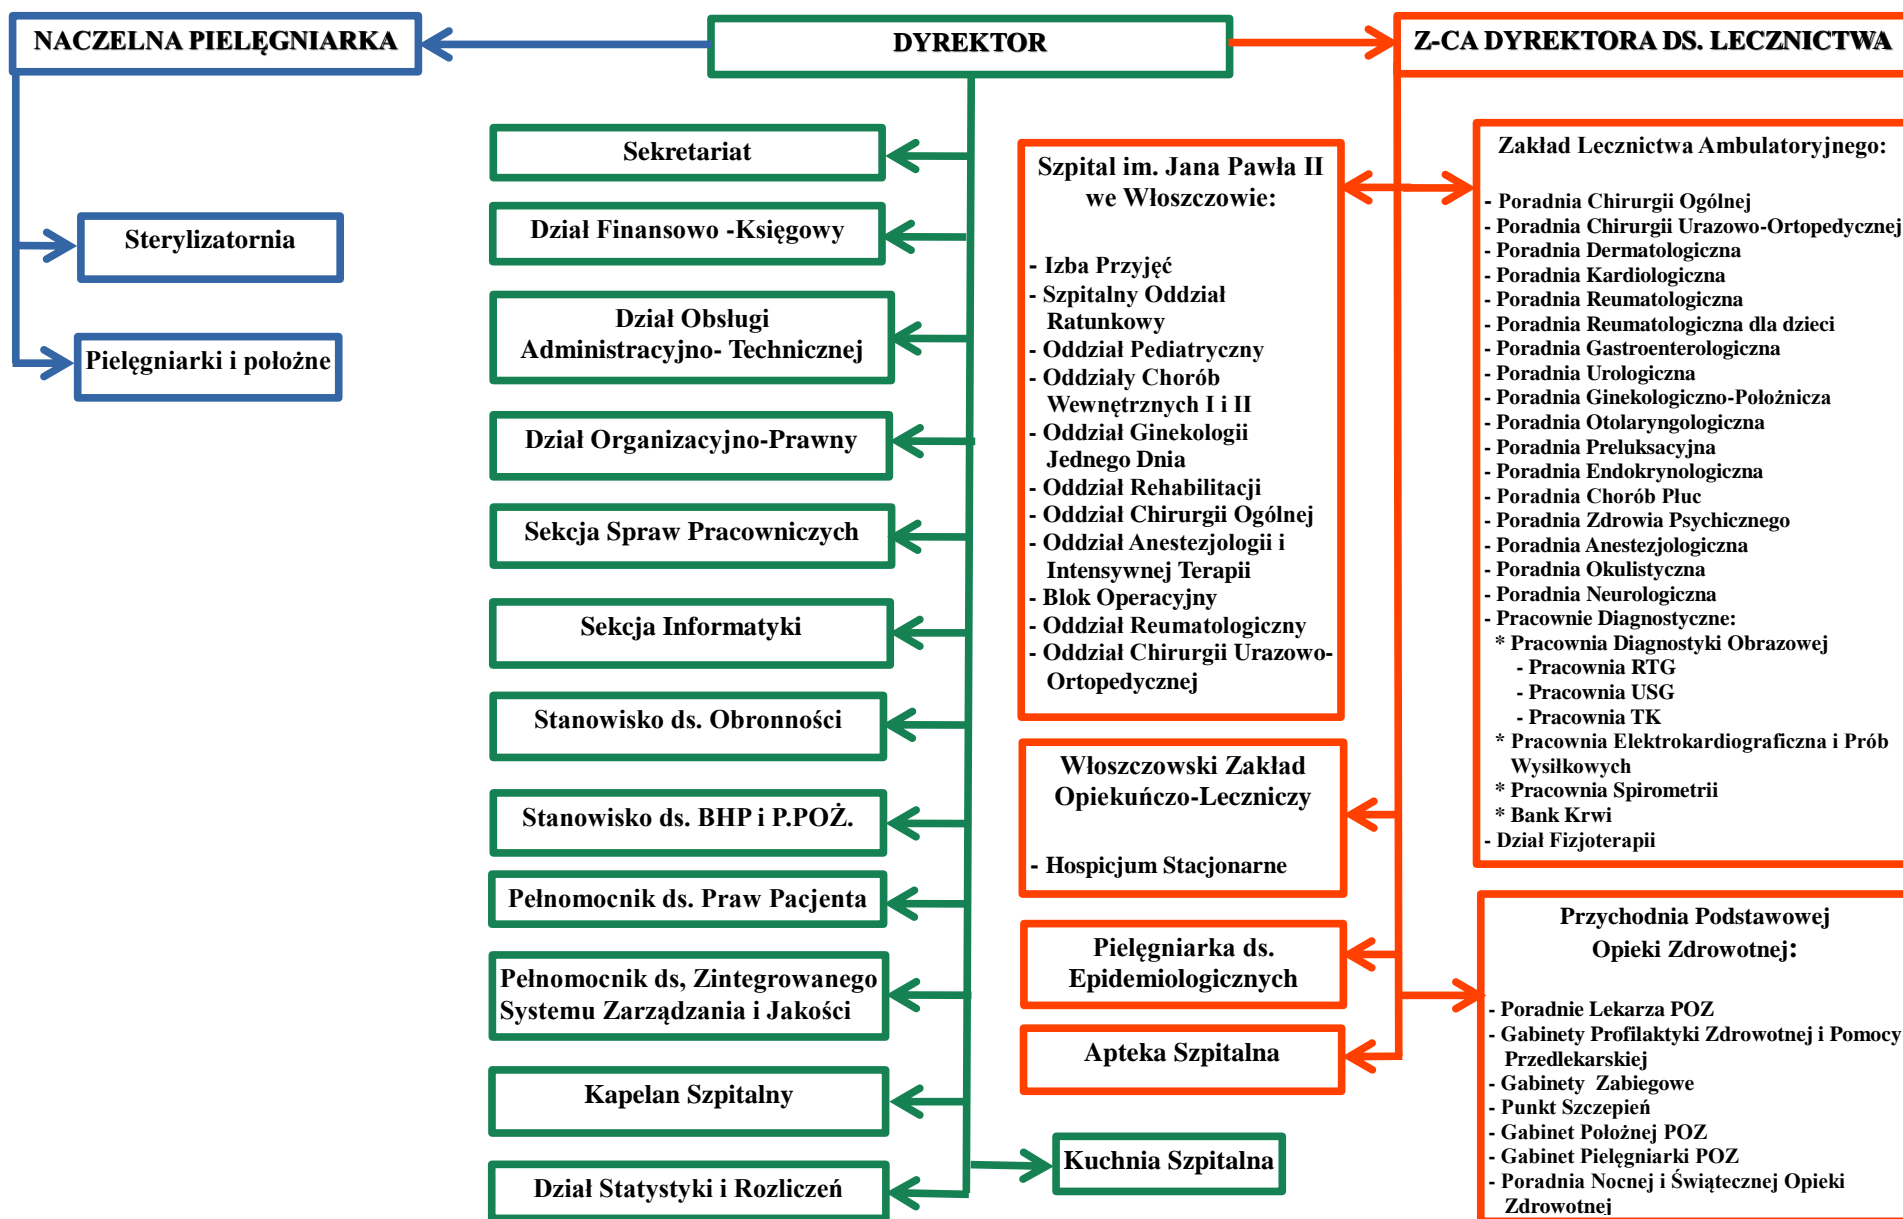 NACZELNA PIELĘGNIARKA
DYREKTOR
Z-CA DYREKTORA DS. LECZNICTWA
Sterylizatornia
Pielęgniarki i położne
Sekretariat
Dział Finansowo -Księgowy
Dział Obsługi
Administracyjno- Technicznej
Dział Organizacyjno-Prawny
Sekcja Spraw Pracowniczych
Sekcja Informatyki
Stanowisko ds. Obronności
Stanowisko ds. BHP i P.POŻ.
Pełnomocnik ds. Praw Pacjenta
Pełnomocnik ds, Zintegrowanego
Systemu Zarządzania i Jakości
Kapelan Szpitalny
Dział Statystyki i Rozliczeń
Kuchnia Szpitalna
Szpital im. Jana Pawła II
we Włoszczowie:
- Izba Przyjęć
- Szpitalny Oddział
Ratunkowy
- Oddział Pediatryczny
- Oddziały Chorób
Wewnętrznych I i II
- Oddział Ginekologii
Jednego Dnia
- Oddział Rehabilitacji
- Oddział Chirurgii Ogólnej
- Oddział Anestezjologii i
Intensywnej Terapii
- Blok Operacyjny
- Oddział Reumatologiczny
- Oddział Chirurgii Urazowo-
Ortopedycznej
Włoszczowski Zakład
Opiekuńczo-Leczniczy
- Hospicjum Stacjonarne
Pielęgniarka ds.
Epidemiologicznych
Apteka Szpitalna
Zakład Lecznictwa Ambulatoryjnego:
- Poradnia Chirurgii Ogólnej
- Poradnia Chirurgii Urazowo-Ortopedycznej
- Poradnia Dermatologiczna
- Poradnia Kardiologiczna
- Poradnia Reumatologiczna
- Poradnia Reumatologiczna dla dzieci
- Poradnia Gastroenterologiczna
- Poradnia Urologiczna
- Poradnia Ginekologiczno-Położnicza
- Poradnia Otolaryngologiczna
- Poradnia Preluksacyjna
- Poradnia Endokrynologiczna
- Poradnia Chorób Płuc
- Poradnia Zdrowia Psychicznego
- Poradnia Anestezjologiczna
- Poradnia Okulistyczna
- Poradnia Neurologiczna
- Pracownie Diagnostyczne:
* Pracownia Diagnostyki Obrazowej
- Pracownia RTG
- Pracownia USG
- Pracownia TK
* Pracownia Elektrokardiograficzna i Prób
Wysiłkowych
* Pracownia Spirometrii
* Bank Krwi
- Dział Fizjoterapii
Przychodnia Podstawowej
Opieki Zdrowotnej:
- Poradnie Lekarza POZ
- Gabinety Profilaktyki Zdrowotnej i Pomocy
Przedlekarskiej
- Gabinety Zabiegowe
- Punkt Szczepień
- Gabinet Położnej POZ
- Gabinet Pielęgniarki POZ
- Poradnia Nocnej i Świątecznej Opieki
Zdrowotnej